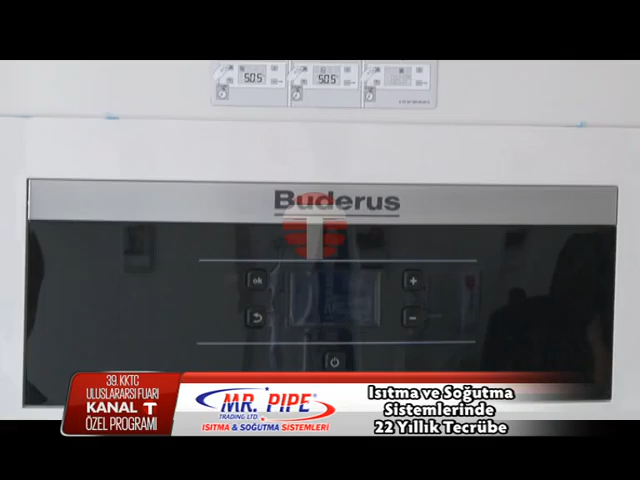 50.5
50.5
Buderus
T
ok
+
-
39. KKTC
ULUSLARARSI FUARI
KANAL T
ÖZEL PROGRAMI
MR. PIPE®
TRADING LTD.
ISITMA & SOĞUTMA SİSTEMLERİ
Isıtma ve Soğutma
Sistemlerinde
22 Yıllık Tecrübe